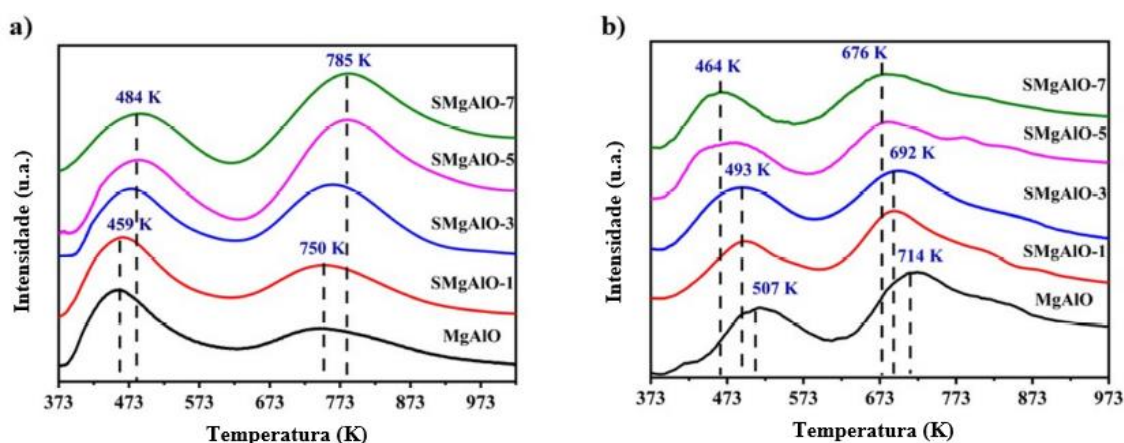 a)
484 K
785 K
SMgAlO-7
SMgAlO-5
SMgAlO-3
459 K
750 K
SMgAlO-1
MgAlO
Intensidade (u.a.)
373 473 573 673 773 873 973
Temperatura (K)
b)
676 K
464 K
SMgAlO-7
SMgAlO-5
692 K
493 K
SMgAlO-3
SMgAlO-1
714 K
507 K
MgAlO
Intensidade (u.a.)
373 473 573 673 773 873 973
Temperatura (K)